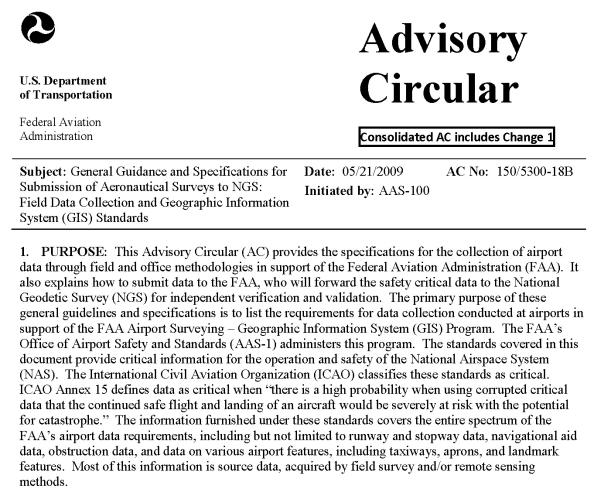 Advisory
Circular
U.S. Department
of Transportation
Federal Aviation
Administration
Consolidated AC includes Change 1
Subject: General Guidance and Specifications for
Submission of Aeronautical Surveys to NGS:
Field Data Collection and Geographic Information
System (GIS) Standards
Date: 05/21/2009 AC No: 150/5300-18B
Initiated by: AAS-100
1. PURPOSE: This Advisory Circular (AC) provides the specifications for the collection of airport
data through field and office methodologies in support of the Federal Aviation Administration (FAA). It
also explains how to submit data to the FAA, who will forward the safety critical data to the National
Geodetic Survey (NGS) for independent verification and validation. The primary purpose of these
general guidelines and specifications is to list the requirements for data collection conducted at airports in
support of the FAA Airport Surveying – Geographic Information System (GIS) Program. The FAA's
Office of Airport Safety and Standards (AAS-1) administers this program. The standards covered in this
document provide critical information for the operation and safety of the National Airspace System
(NAS). The International Civil Aviation Organization (ICAO) classifies these standards as critical.
ICAO Annex 15 defines data as critical when “there is a high probability when using corrupted critical
data that the continued safe flight and landing of an aircraft would be severely at risk with the potential
for catastrophe.” The information furnished under these standards covers the entire spectrum of the
FAA's airport data requirements, including but not limited to runway and stopway data, navigational aid
data, obstruction data, and data on various airport features, including taxiways, aprons, and landmark
features. Most of this information is source data, acquired by field survey and/or remote sensing
methods.